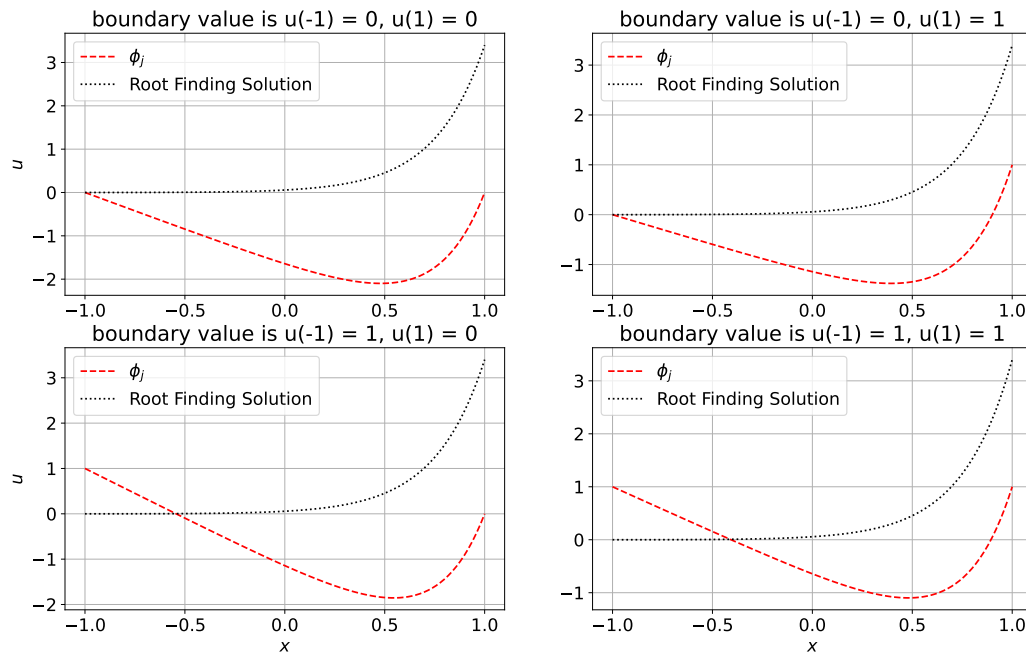 boundary value is u(-1) = 0, u(1) = 0
ϕj
Root Finding Solution
3
2
1
0
−1
−2
u
−1.0 −0.5 0.0 0.5 1.0
boundary value is u(-1) = 0, u(1) = 1
ϕj
Root Finding Solution
3
2
1
0
−1
−1.0 −0.5 0.0 0.5 1.0
boundary value is u(-1) = 1, u(1) = 0
ϕj
Root Finding Solution
3
2
1
0
−1
−2
u
−1.0 −0.5 0.0 0.5 1.0
x
boundary value is u(-1) = 1, u(1) = 1
ϕj
Root Finding Solution
3
2
1
0
−1
−1.0 −0.5 0.0 0.5 1.0
x